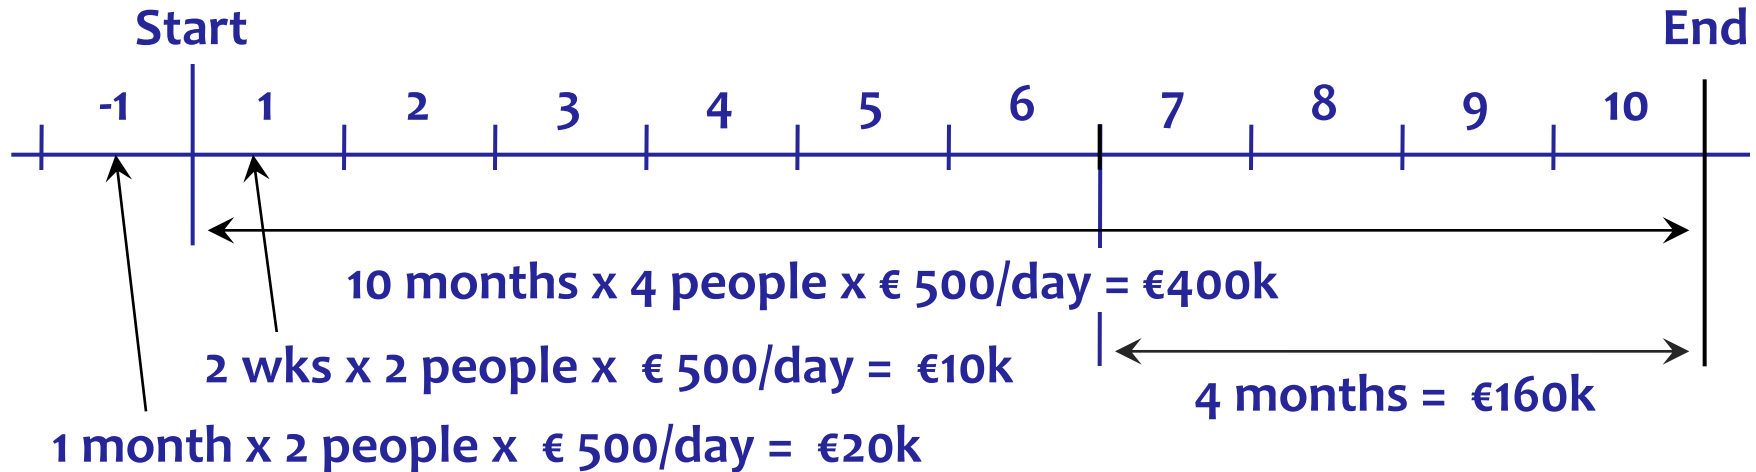 Start End
-1 1 2 3 4 5 6 7 8 9 10
10 months x 4 people x € 500/day = €400k
2 wks x 2 people x € 500/day = €10k
4 months = €160k
1 month x 2 people x € 500/day = €20k